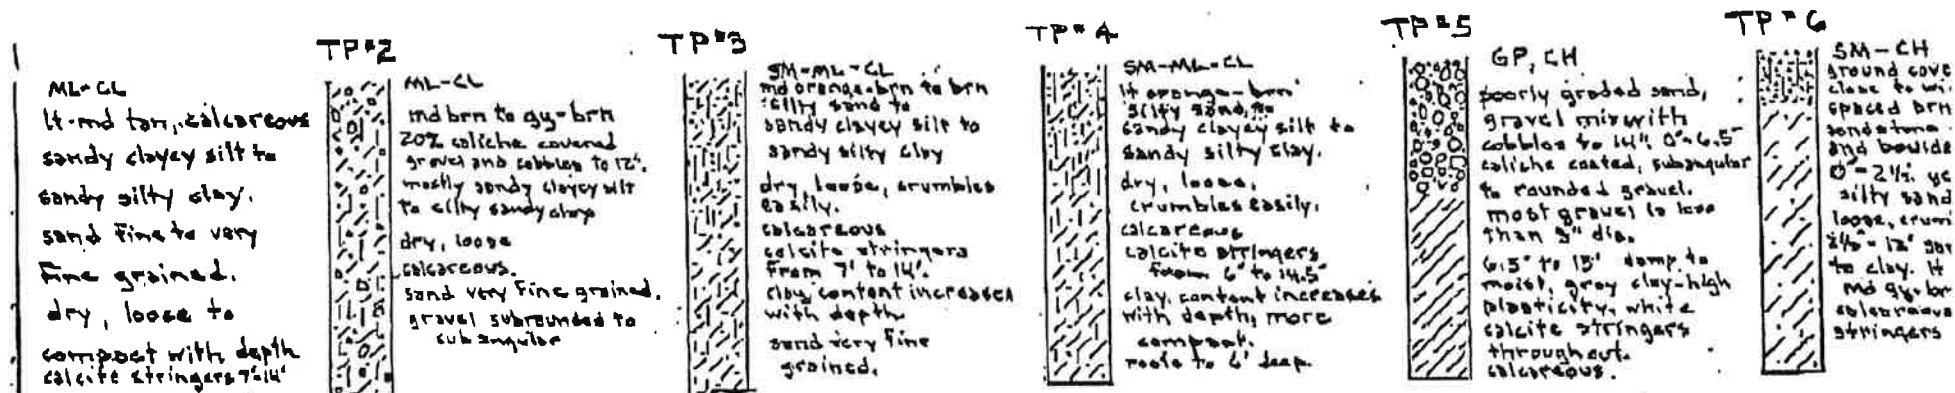 ML-CL
lt-md tan, calcareous
sandy clayey silt to
sandy silty clay.
sand fine to very
fine grained.
dry, loose to
compact with depth
calcite stringers 7'-14'
TP#2
ML-CL
md brn to gy-brn
20% caliche covered
gravel and cobbles to 12".
mostly sandy clayey silt
to silty sandy clay
dry, loose
calcareous.
sand very fine grained.
gravel subrounded to
subangular
TP#3
SM-ML-CL
md orange-brn to brn
silty sand to
sandy clayey silt to
sandy silty clay
dry, loose, crumbles
easily.
calcareous
calcite stringers
from 7' to 14'.
clay content increases
with depth
sand very fine
grained.
TP#4
SM-ML-CL
lt orange-brn
silty sand, to
sandy clayey silt to
sandy silty clay.
dry, loose,
crumbles easily.
calcareous
calcite stringers
from 6' to 14.5'
clay content increases
with depth, more
compact.
roots to 6' deep.
TP#5
GP, CH
poorly graded sand,
gravel mix with
cobbles to 14". 0'-6.5'
caliche coated, subangular
to rounded gravel.
most gravel is less
than 3" dia.
6.5' to 15' damp to
moist, gray clay-high
plasticity, white
calcite stringers
throughout.
calcareous.
TP#6
SM-CH
ground cove
close to wi
spaced brn
sandstone
and boulde
0'-2½'
silty sand
loose, crum
2½'-12'
to clay. lt
md gy-br
calcareous
stringers